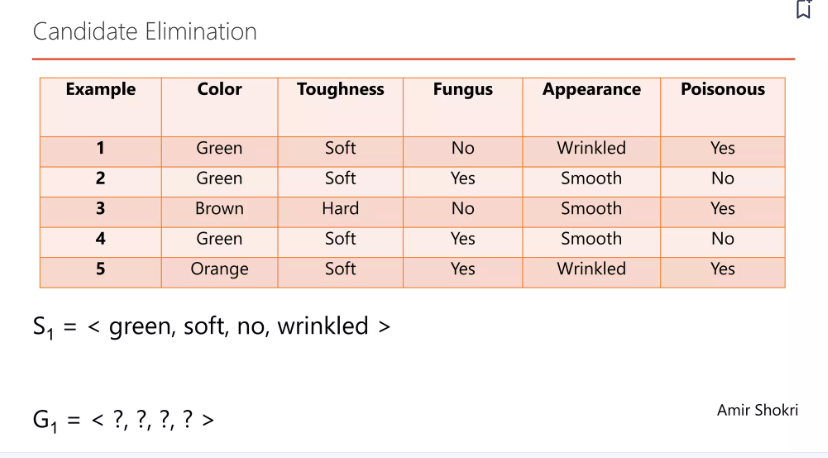 Candidate Elimination
Example Color Toughness Fungus Appearance Poisonous
1 Green Soft No Wrinkled Yes
2 Green Soft Yes Smooth No
3 Brown Hard No Smooth Yes
4 Green Soft Yes Smooth No
5 Orange Soft Yes Wrinkled Yes
S₁ = < green, soft, no, wrinkled >
Amir Shokri
G₁ = < ?, ?, ?, ? >